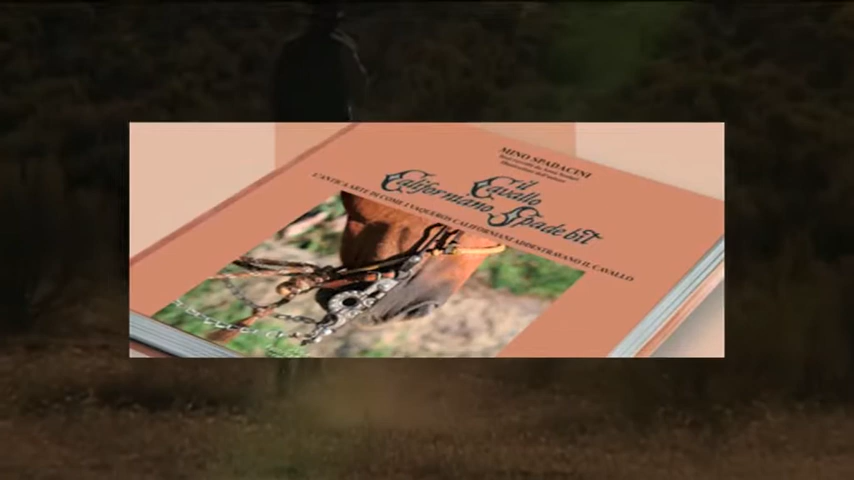 MINO SPADACINI
il
Cavallo
Californiano Spade bit
L'ANTICA ARTE DI COME I VAQUEROS CALIFORNIANI ADDESTRAVANO IL CAVALLO